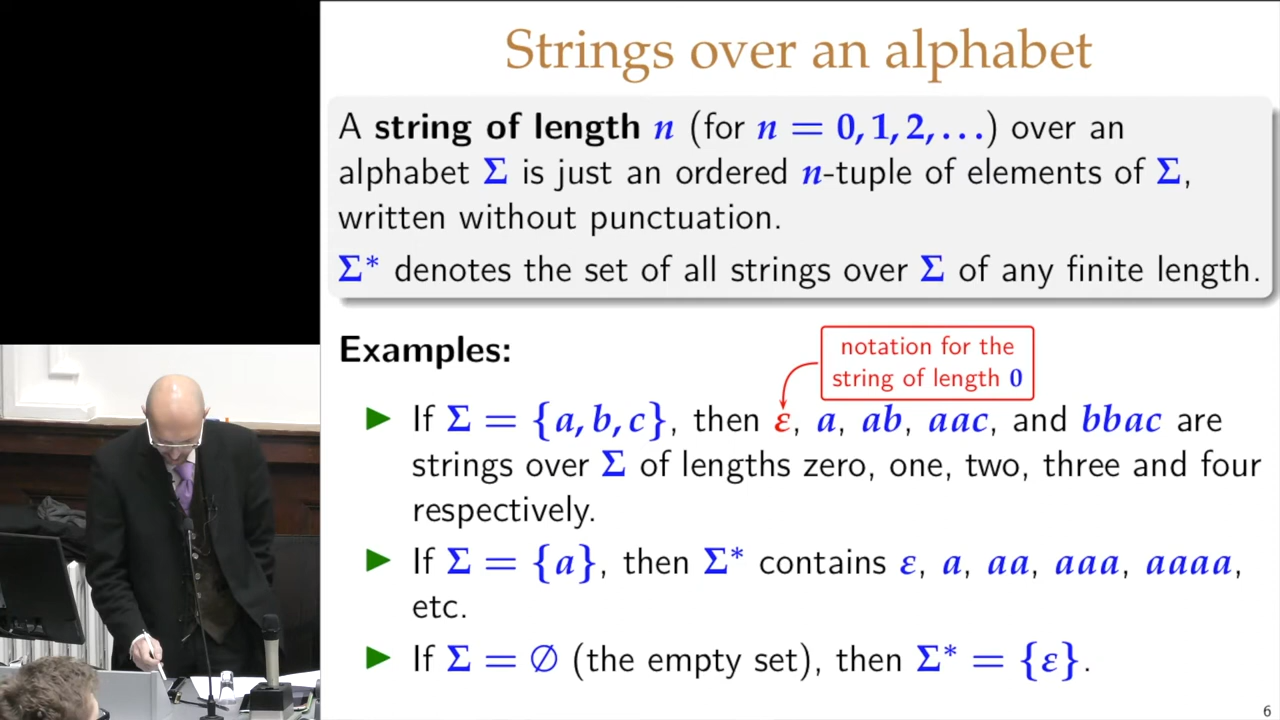 Strings over an alphabet
A string of length n (for n = 0, 1, 2, . . .) over an
alphabet Σ is just an ordered n-tuple of elements of Σ,
written without punctuation.
Σ* denotes the set of all strings over Σ of any finite length.
Examples:
notation for the
string of length 0
▶ If Σ = {a, b, c}, then ε, a, ab, aac, and bbac are
strings over Σ of lengths zero, one, two, three and four
respectively.
▶ If Σ = {a}, then Σ* contains ε, a, aa, aaa, aaaa,
etc.
▶ If Σ = ∅ (the empty set), then Σ* = {ε}.
6